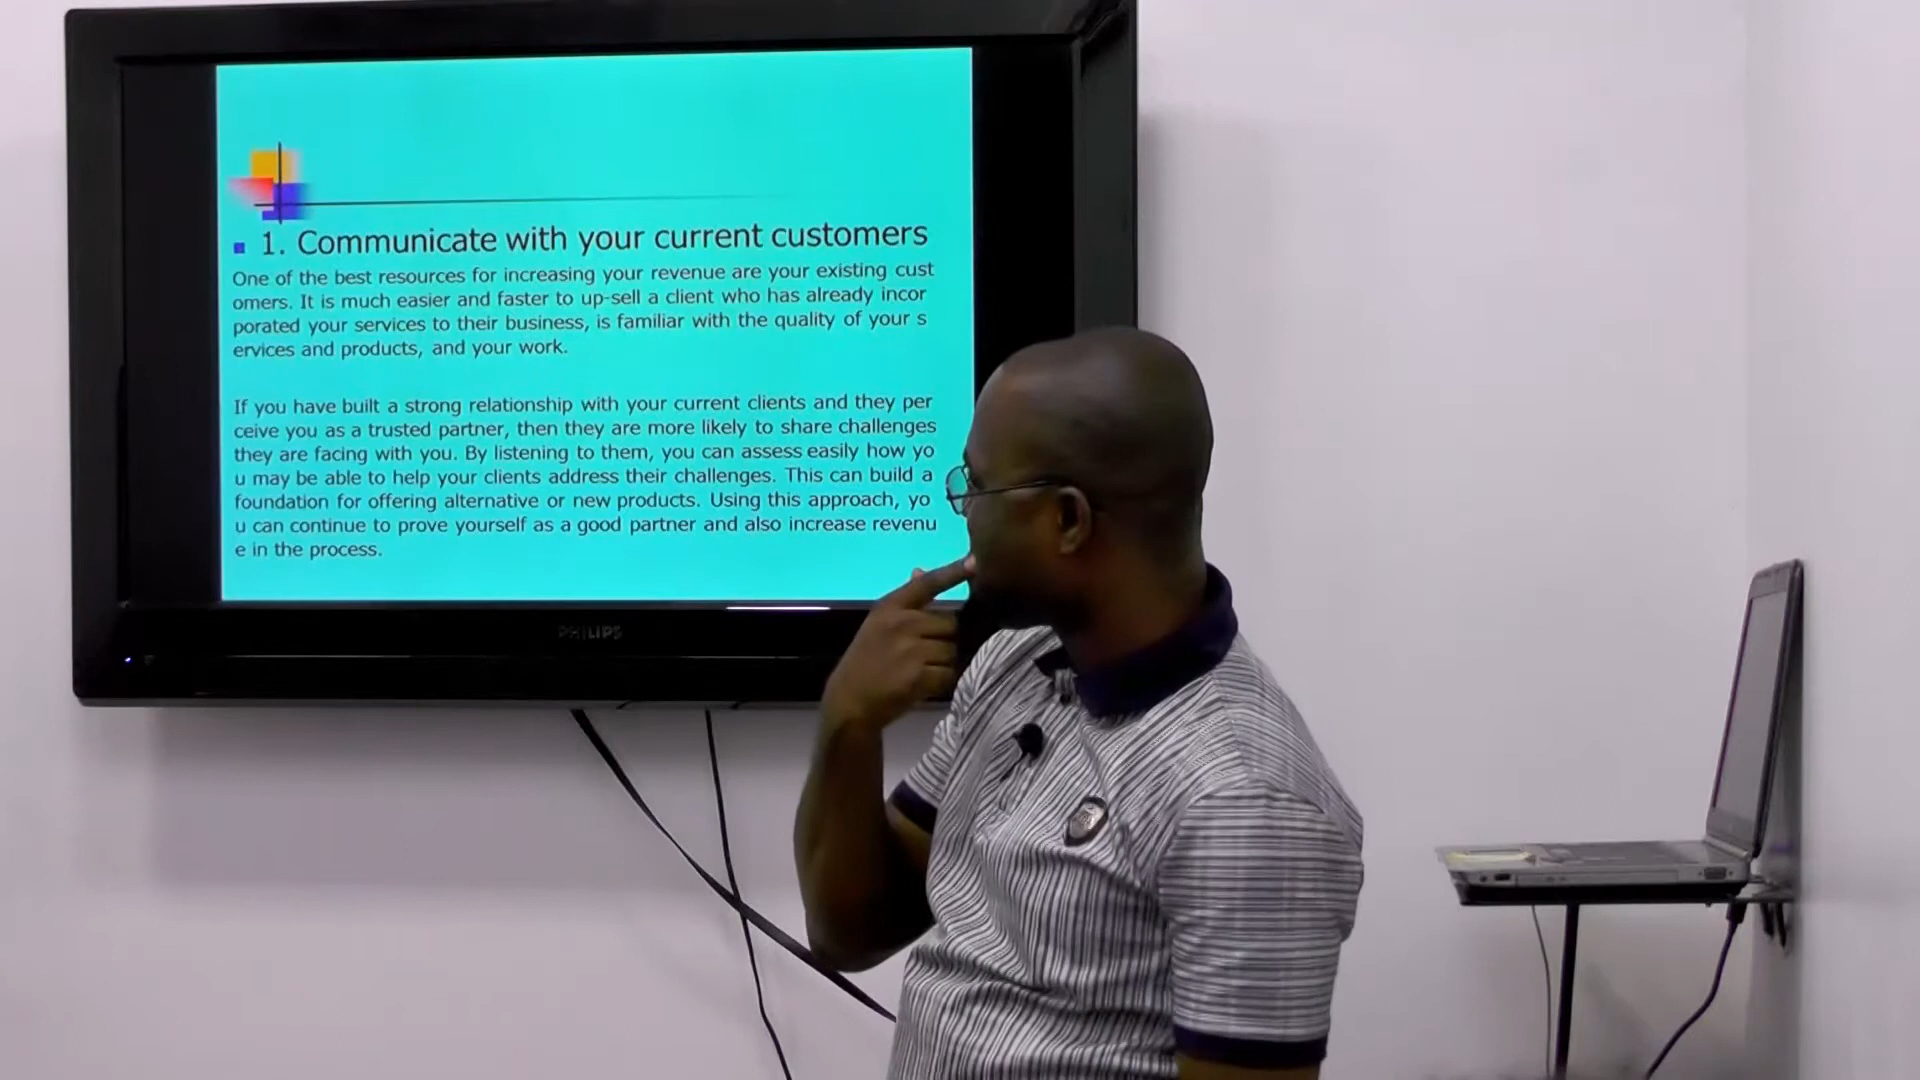 1. Communicate with your current customers
One of the best resources for increasing your revenue are your existing cust
omers. It is much easier and faster to up-sell a client who has already incor
porated your services to their business, is familiar with the quality of your s
ervices and products, and your work.
If you have built a strong relationship with your current clients and they per
ceive you as a trusted partner, then they are more likely to share challenges
they are facing with you. By listening to them, you can assess easily how yo
u may be able to help your clients address their challenges. This can build a
foundation for offering alternative or new products. Using this approach, yo
u can continue to prove yourself as a good partner and also increase revenu
e in the process.
PHILIPS